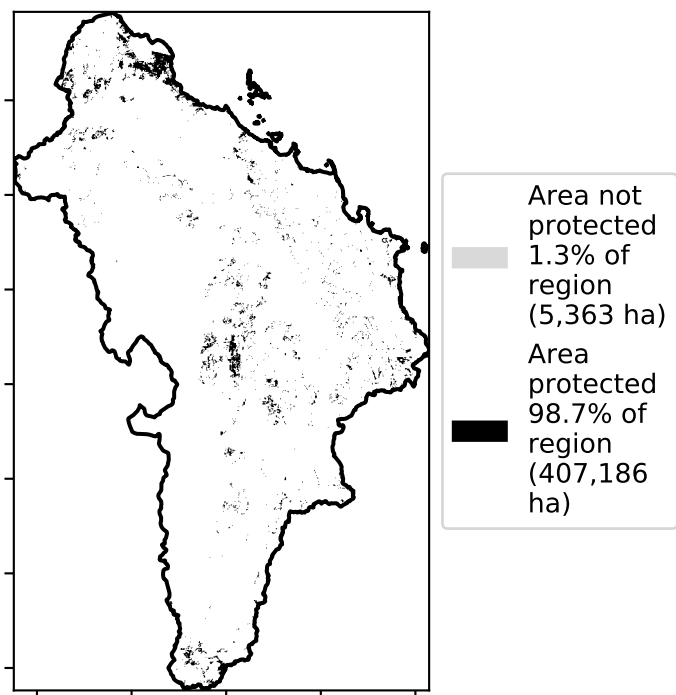 Area not
protected
1.3% of
region
(5,363 ha)
Area
protected
98.7% of
region
(407,186
ha)